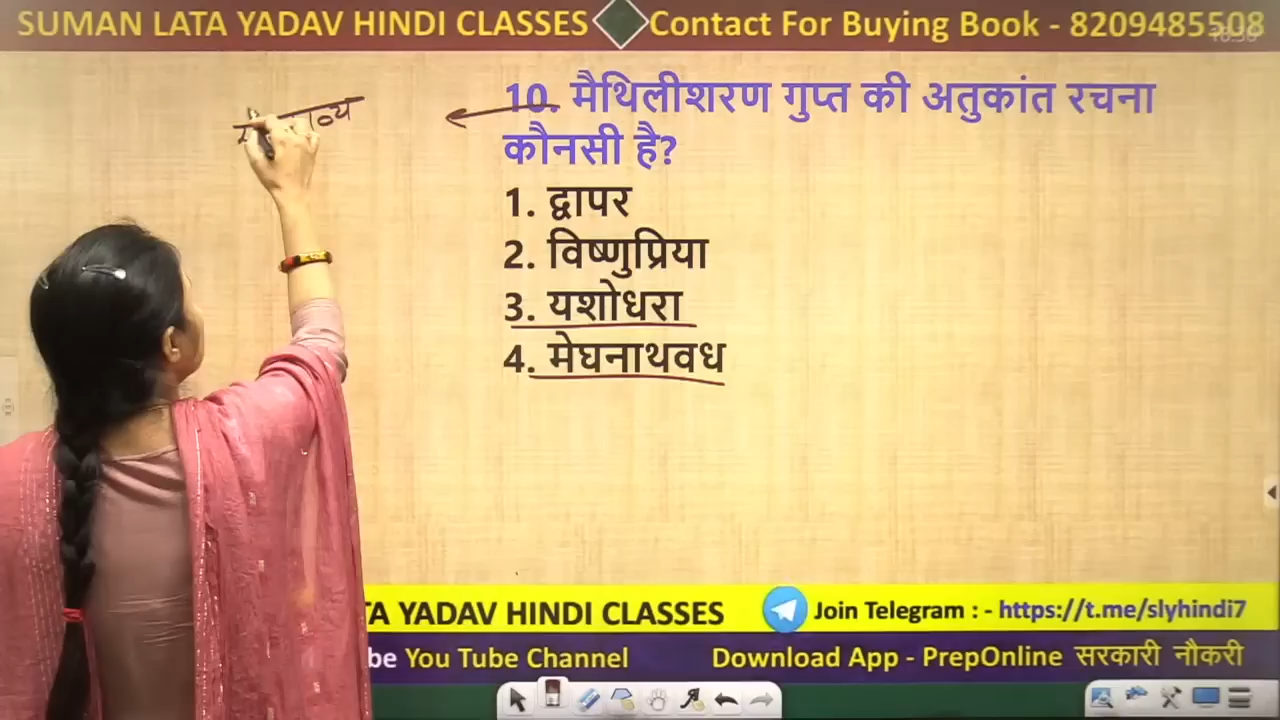 SUMAN LATA YADAV HINDI CLASSES Contact For Buying Book - 8209485508
10. मैथिलीशरण गुप्त की अतुकांत रचना
कौनसी है?
1. द्वापर
2. विष्णुप्रिया
3. यशोधरा
4. मेघनाथवध
TA YADAV HINDI CLASSES Join Telegram : - https://t.me/slyhindi7
be You Tube Channel Download App - PrepOnline सरकारी नौकरी